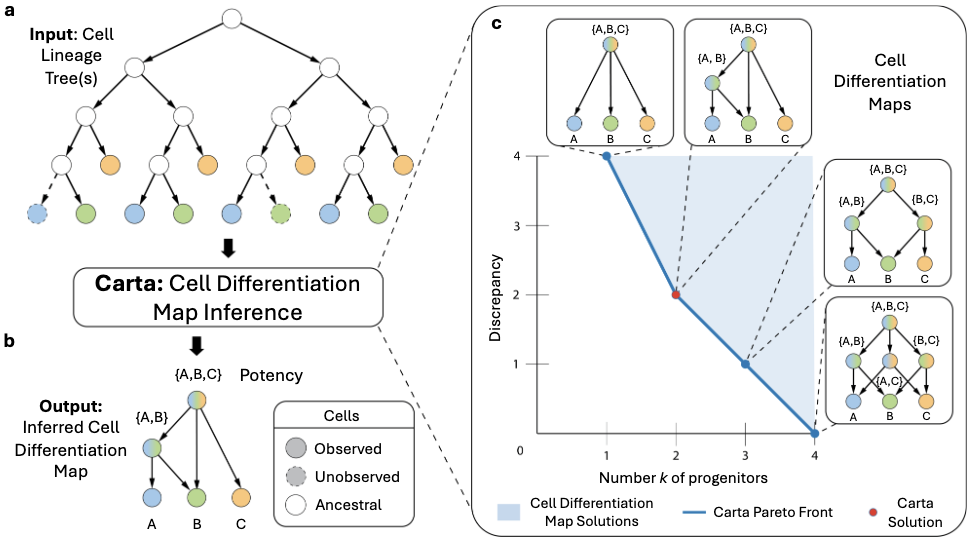 a
Input: Cell
Lineage
Tree(s)
Carta: Cell Differentiation
Map Inference
b
{A,B,C}
Potency
{A,B}
Output:
Inferred Cell
Differentiation
Map
A B C
Cells
Observed
Unobserved
Ancestral
c
{A,B,C}
A B C
{A,B,C}
{A, B}
A B C
Cell
Differentiation
Maps
{A,B,C}
{A,B} {B,C}
A B C
{A,B,C}
{A,B} {B,C}
{A,C}
A B C
Discrepancy
4
3
2
1
0
1 2 3 4
Number k of progenitors
Cell Differentiation
Map Solutions
Carta Pareto Front
Carta
Solution